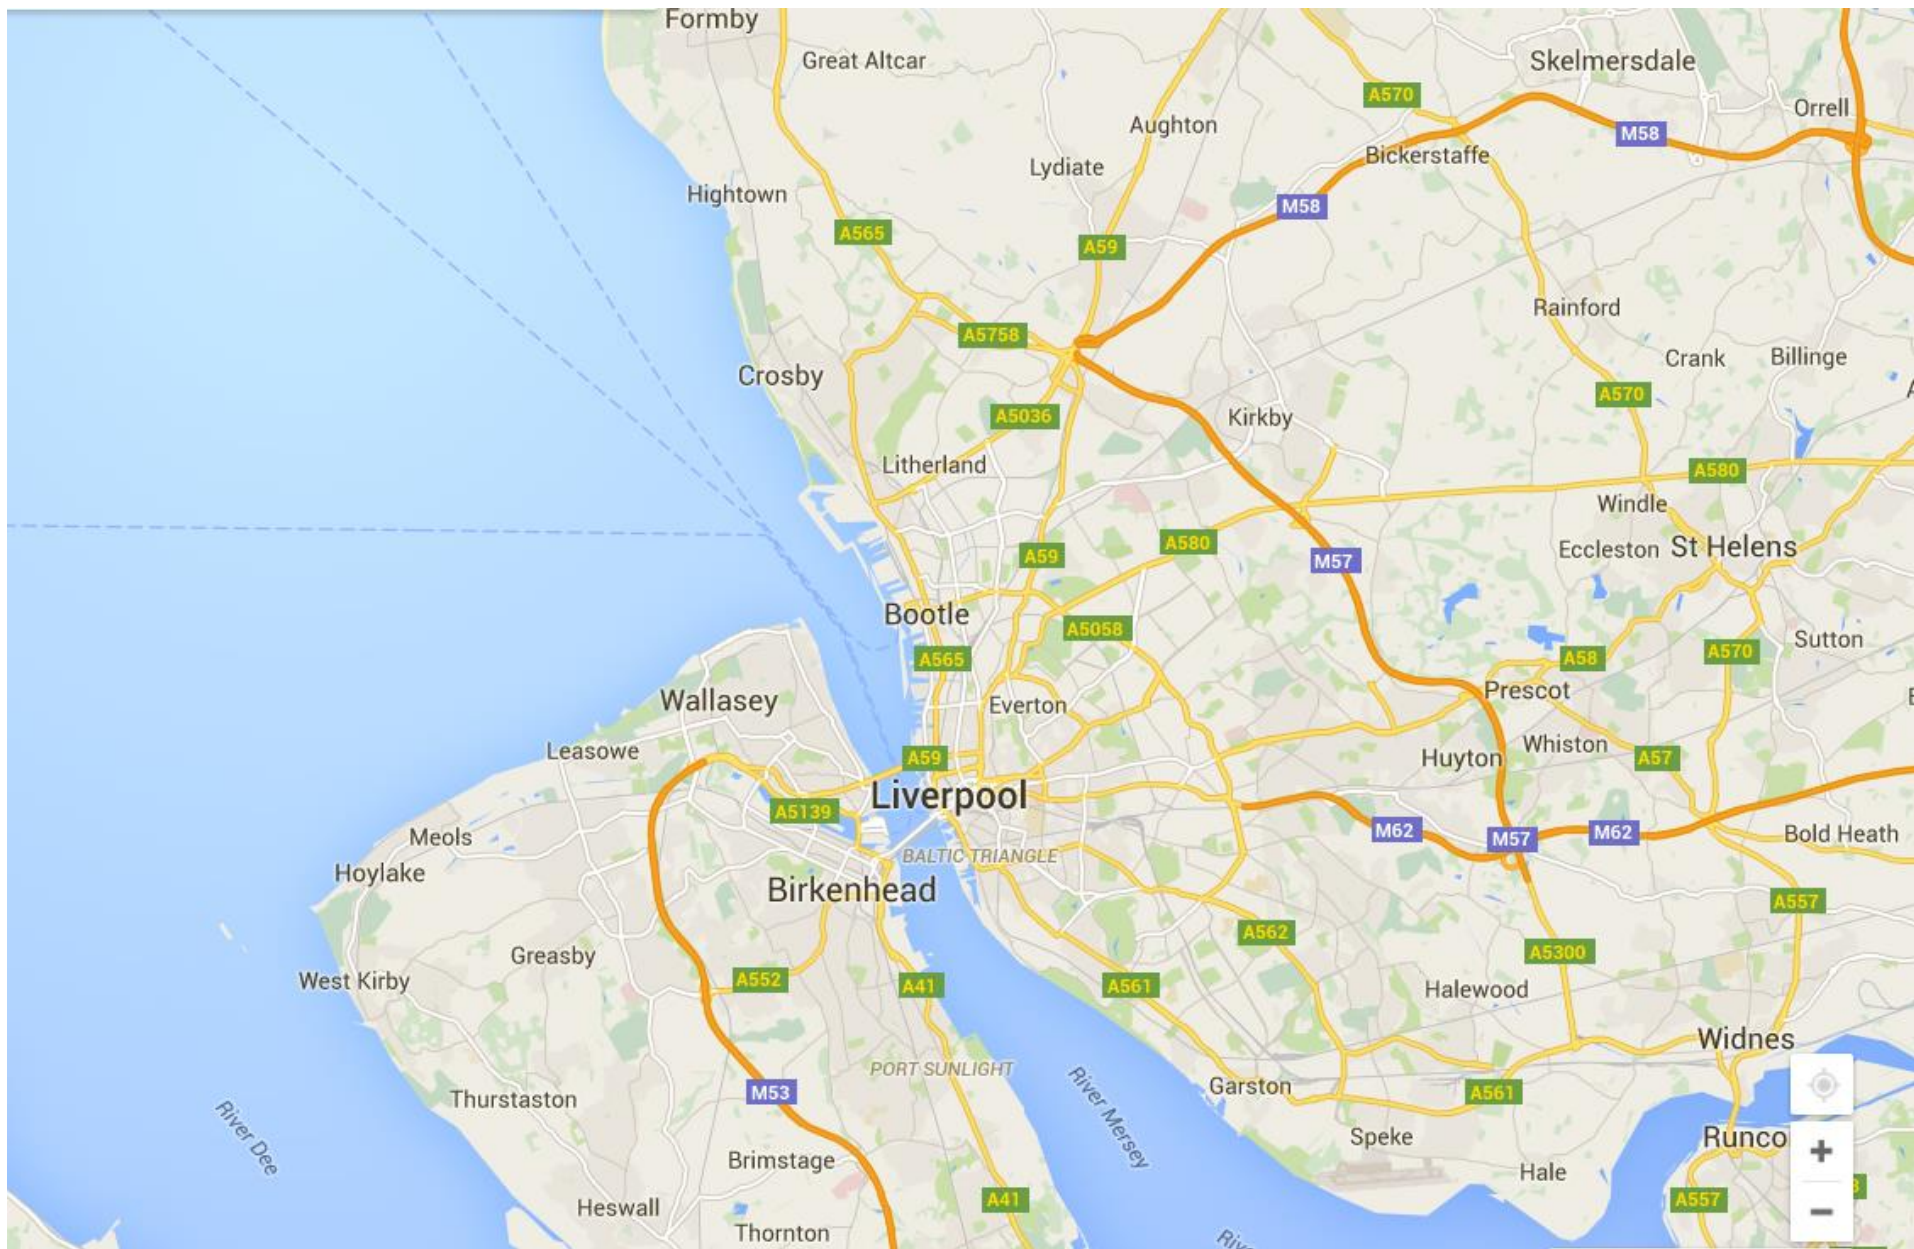 Formby
Great Altcar
Skelmersdale
A570
Orrell
Aughton
M58
Bickerstaffe
Lydiate
Hightown
M58
A565
A59
Rainford
A5758
Crank
Billinge
Crosby
A570
A5036
Kirkby
Litherland
A580
Windle
A580
Eccleston
St Helens
A59
M57
Bootle
A5058
Sutton
A565
A58
A570
Prescot
Wallasey
Everton
Leasowe
Whiston
A59
Huyton
A57
Liverpool
A5139
M62
M57
M62
Bold Heath
Meols
BALTIC TRIANGLE
Hoylake
Birkenhead
A557
A562
Greasby
A5300
West Kirby
A552
A41
A561
Halewood
Widnes
PORT SUNLIGHT
Garston
M53
A561
Thurstaston
River Mersey
River Dee
Speke
Runco
Brimstage
Hale
Heswall
A41
A557
Thornton
+
−